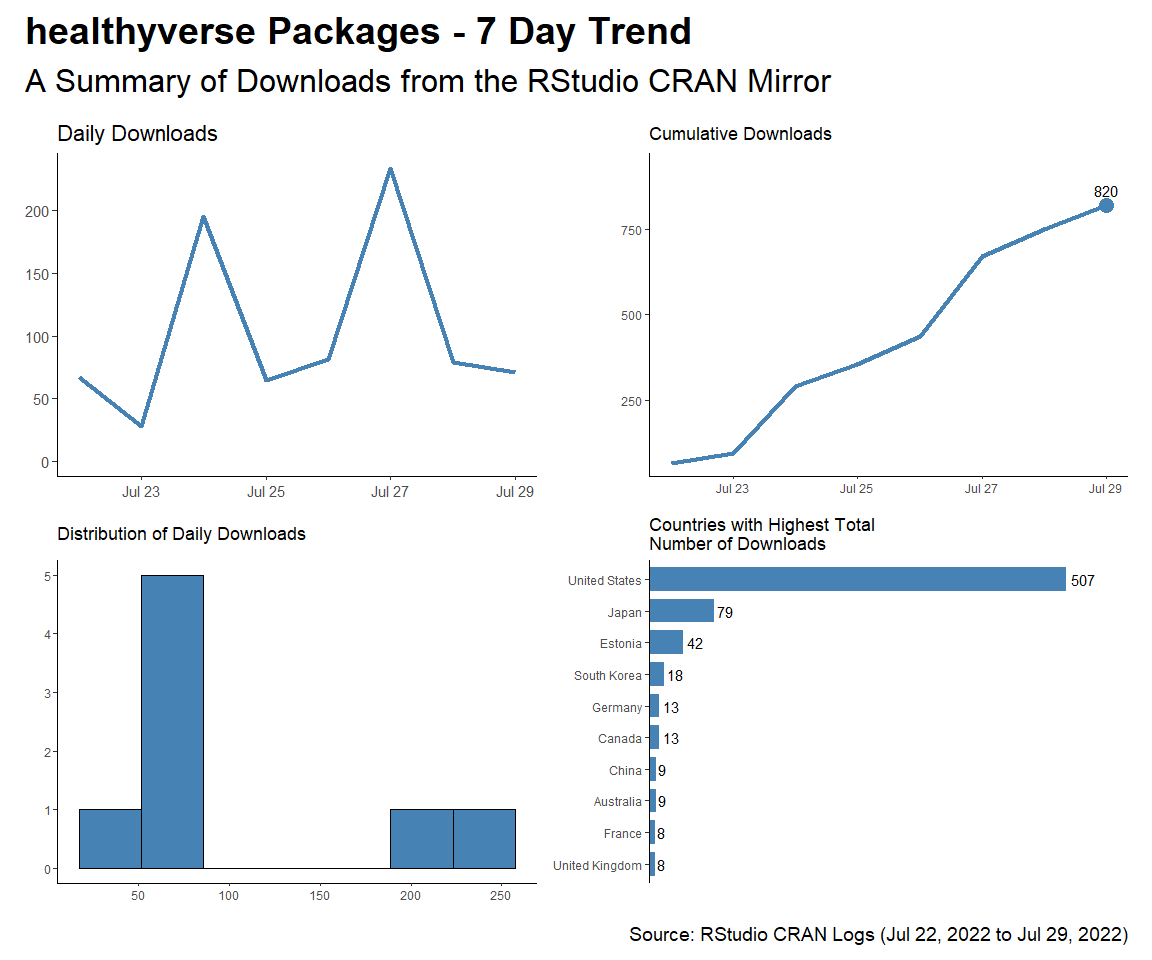 healthyverse Packages - 7 Day Trend
A Summary of Downloads from the RStudio CRAN Mirror
Daily Downloads
200
150
100
50
0
Jul 23 Jul 25 Jul 27 Jul 29
Cumulative Downloads
820
750
500
250
Jul 23 Jul 25 Jul 27 Jul 29
Distribution of Daily Downloads
5
4
3
2
1
0
50 100 150 200 250
Countries with Highest Total
Number of Downloads
United States 507
Japan 79
Estonia 42
South Korea 18
Germany 13
Canada 13
China 9
Australia 9
France 8
United Kingdom 8
Source: RStudio CRAN Logs (Jul 22, 2022 to Jul 29, 2022)